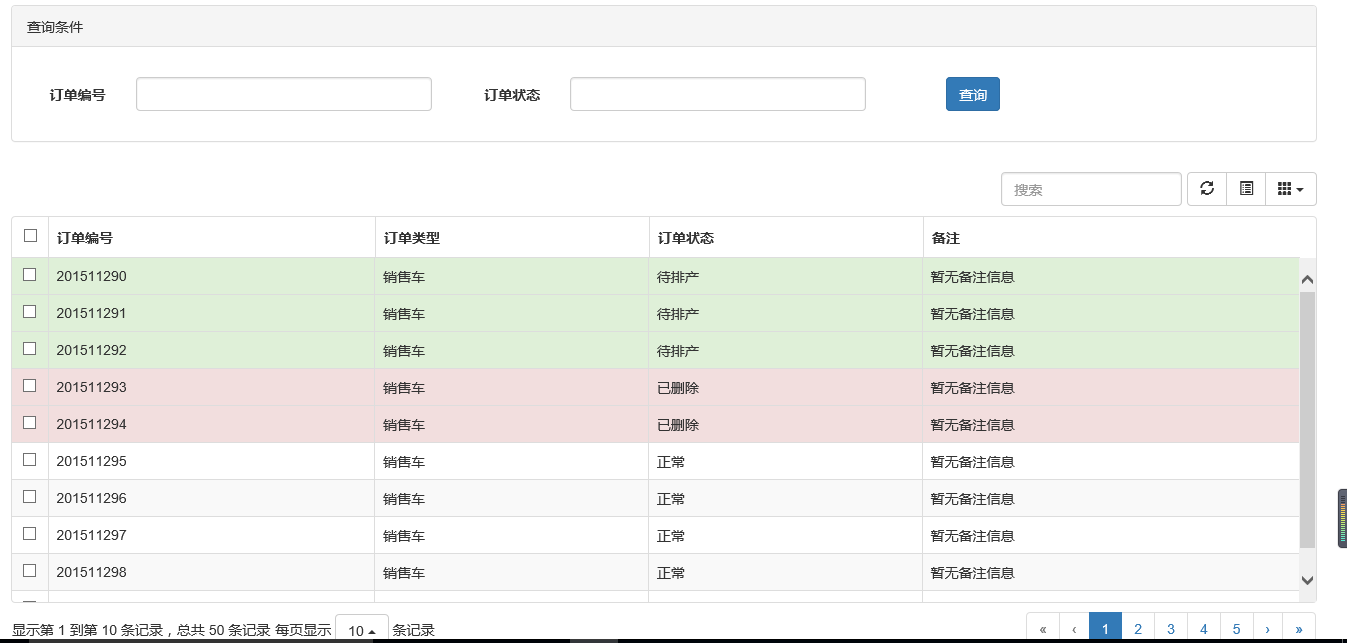 查询条件
订单编号 订单状态 查询
搜索
订单编号 订单类型 订单状态 备注
201511290 销售车 待排产 暂无备注信息
201511291 销售车 待排产 暂无备注信息
201511292 销售车 待排产 暂无备注信息
201511293 销售车 已删除 暂无备注信息
201511294 销售车 已删除 暂无备注信息
201511295 销售车 正常 暂无备注信息
201511296 销售车 正常 暂无备注信息
201511297 销售车 正常 暂无备注信息
201511298 销售车 正常 暂无备注信息
显示第 1 到第 10 条记录，总共 50 条记录 每页显示 10 条记录 « ‹ 1 2 3 4 5 › »